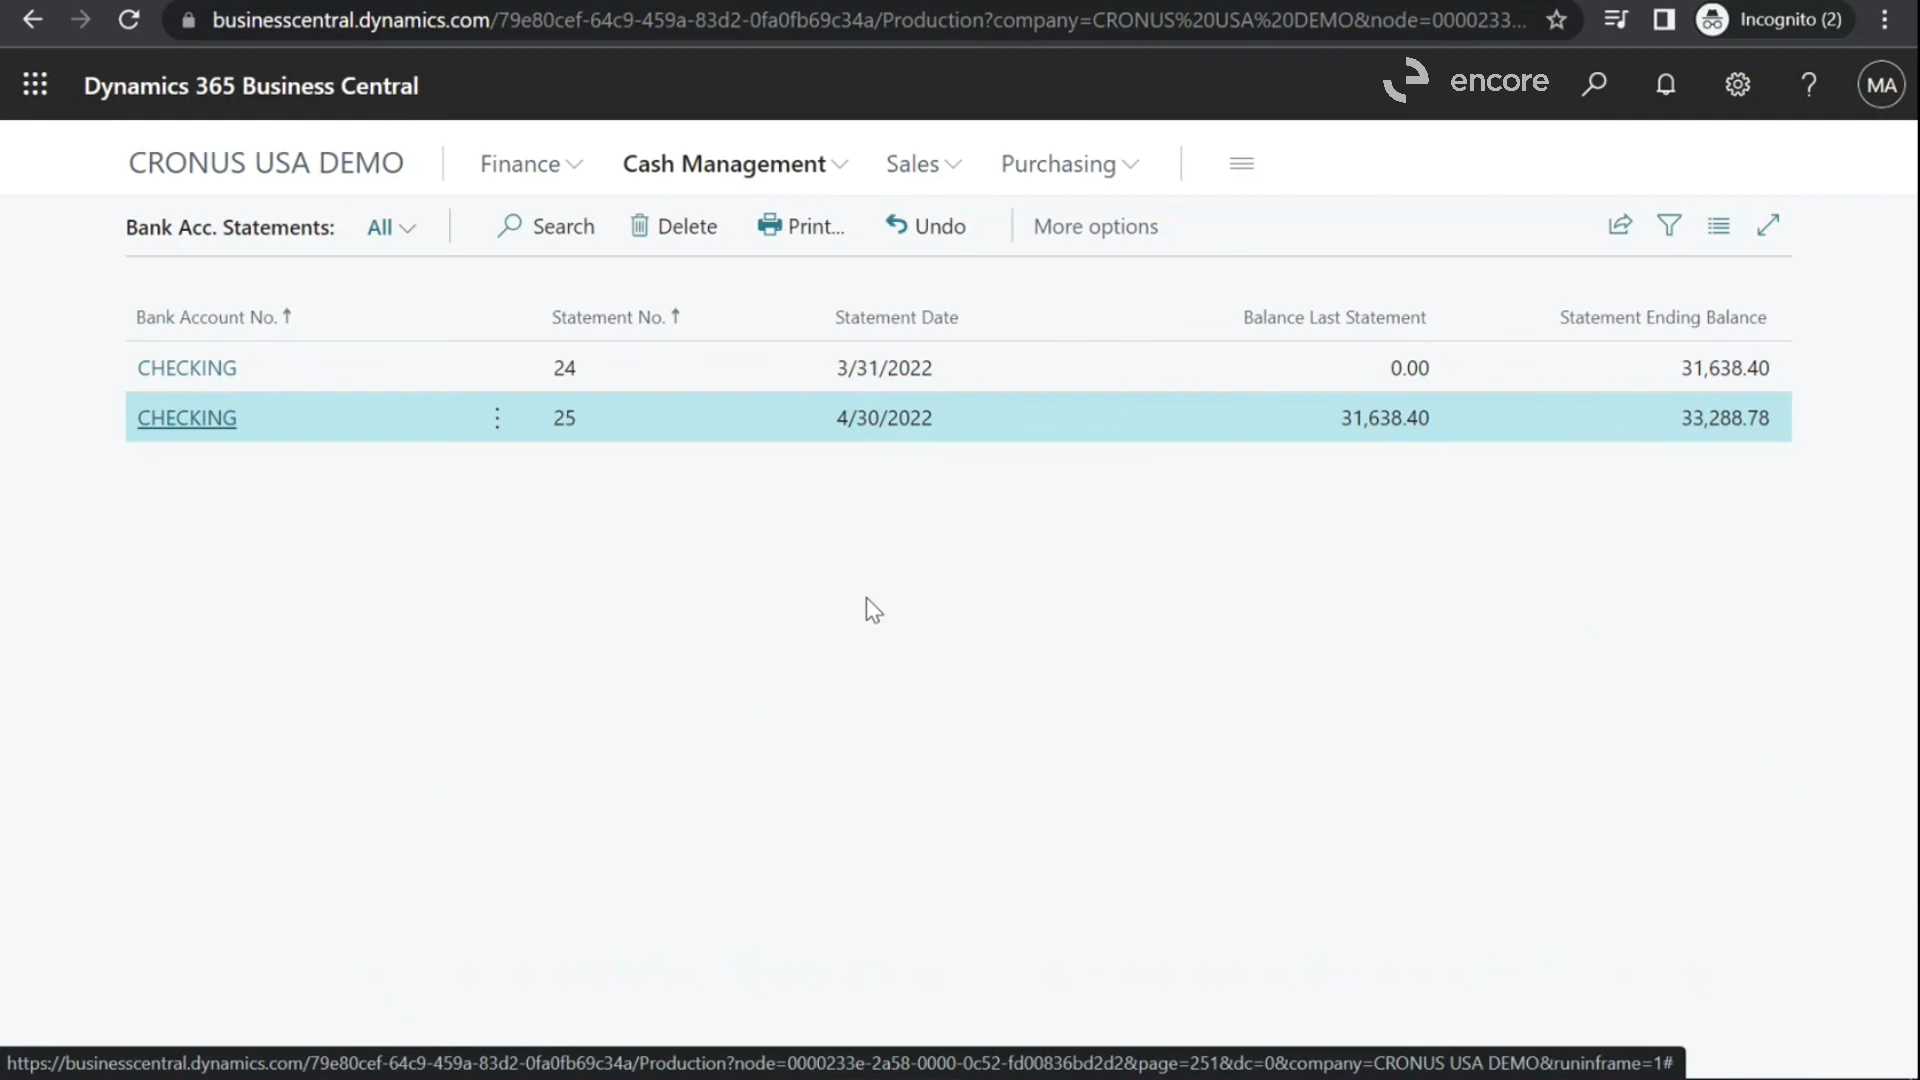 businesscentral.dynamics.com/79e80cef-64c9-459a-83d2-0fa0fb69c34a/Production?company=CRONUS%20USA%20DEMO&node=0000233... Incognito (2)
Dynamics 365 Business Central encore ? MA
CRONUS USA DEMO Finance Cash Management Sales Purchasing
Bank Acc. Statements: All Search Delete Print... Undo More options
Bank Account No. ↑ Statement No. ↑ Statement Date Balance Last Statement Statement Ending Balance
CHECKING 24 3/31/2022 0.00 31,638.40
CHECKING 25 4/30/2022 31,638.40 33,288.78
https://businesscentral.dynamics.com/79e80cef-64c9-459a-83d2-0fa0fb69c34a/Production?node=0000233e-2a58-0000-0c52-fd00836bd2d2&page=251&dc=0&company=CRONUS USA DEMO&runinframe=1#